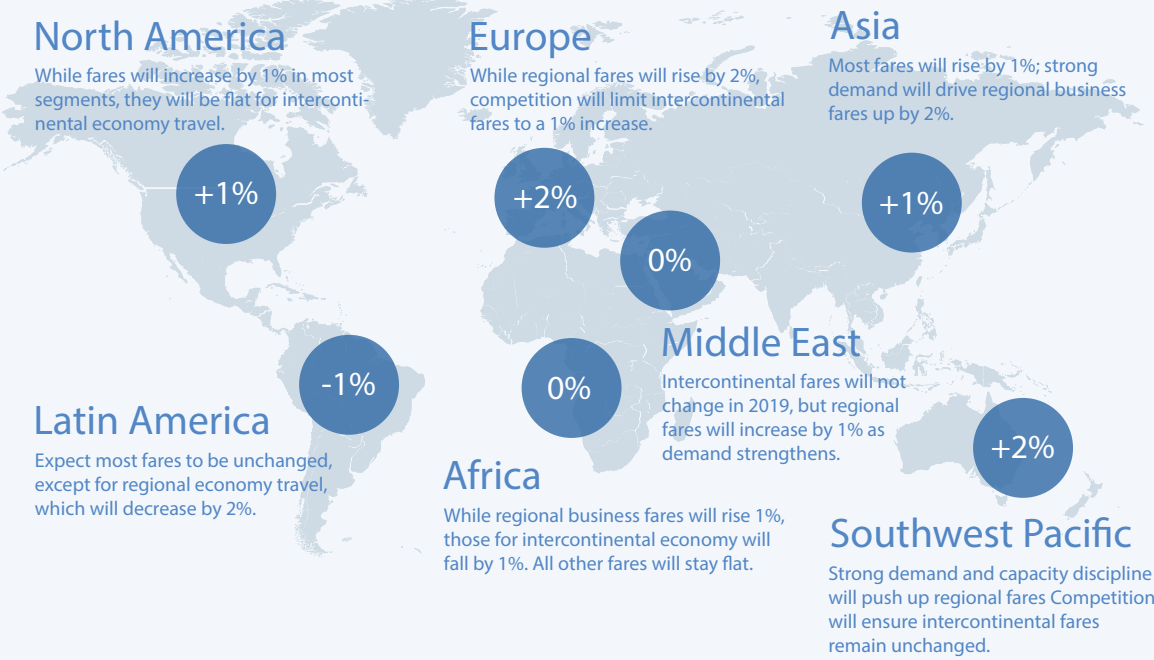 North America
While fares will increase by 1% in most
segments, they will be flat for interconti-
nental economy travel.
+1%
Europe
While regional fares will rise by 2%,
competition will limit intercontinental
fares to a 1% increase.
+2%
Asia
Most fares will rise by 1%; strong
demand will drive regional business
fares up by 2%.
+1%
0%
Middle East
Intercontinental fares will not
change in 2019, but regional
fares will increase by 1% as
demand strengthens.
-1%
Latin America
Expect most fares to be unchanged,
except for regional economy travel,
which will decrease by 2%.
0%
Africa
While regional business fares will rise 1%,
those for intercontinental economy will
fall by 1%. All other fares will stay flat.
+2%
Southwest Pacific
Strong demand and capacity discipline
will push up regional fares Competition
will ensure intercontinental fares
remain unchanged.